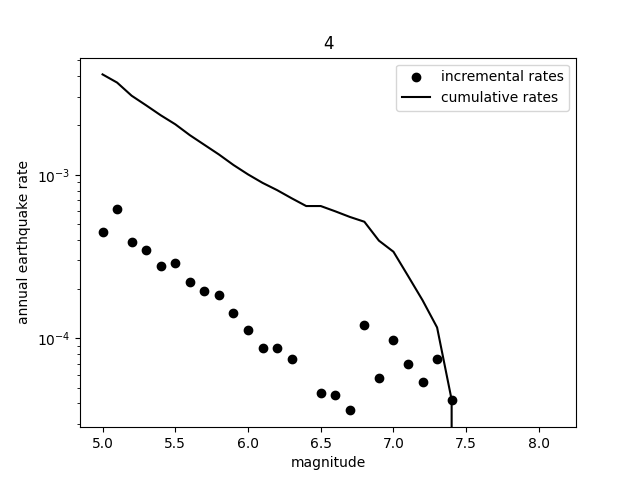 4
incremental rates
cumulative rates
annual earthquake rate
10⁻³
10⁻⁴
5.0 5.5 6.0 6.5 7.0 7.5 8.0
magnitude